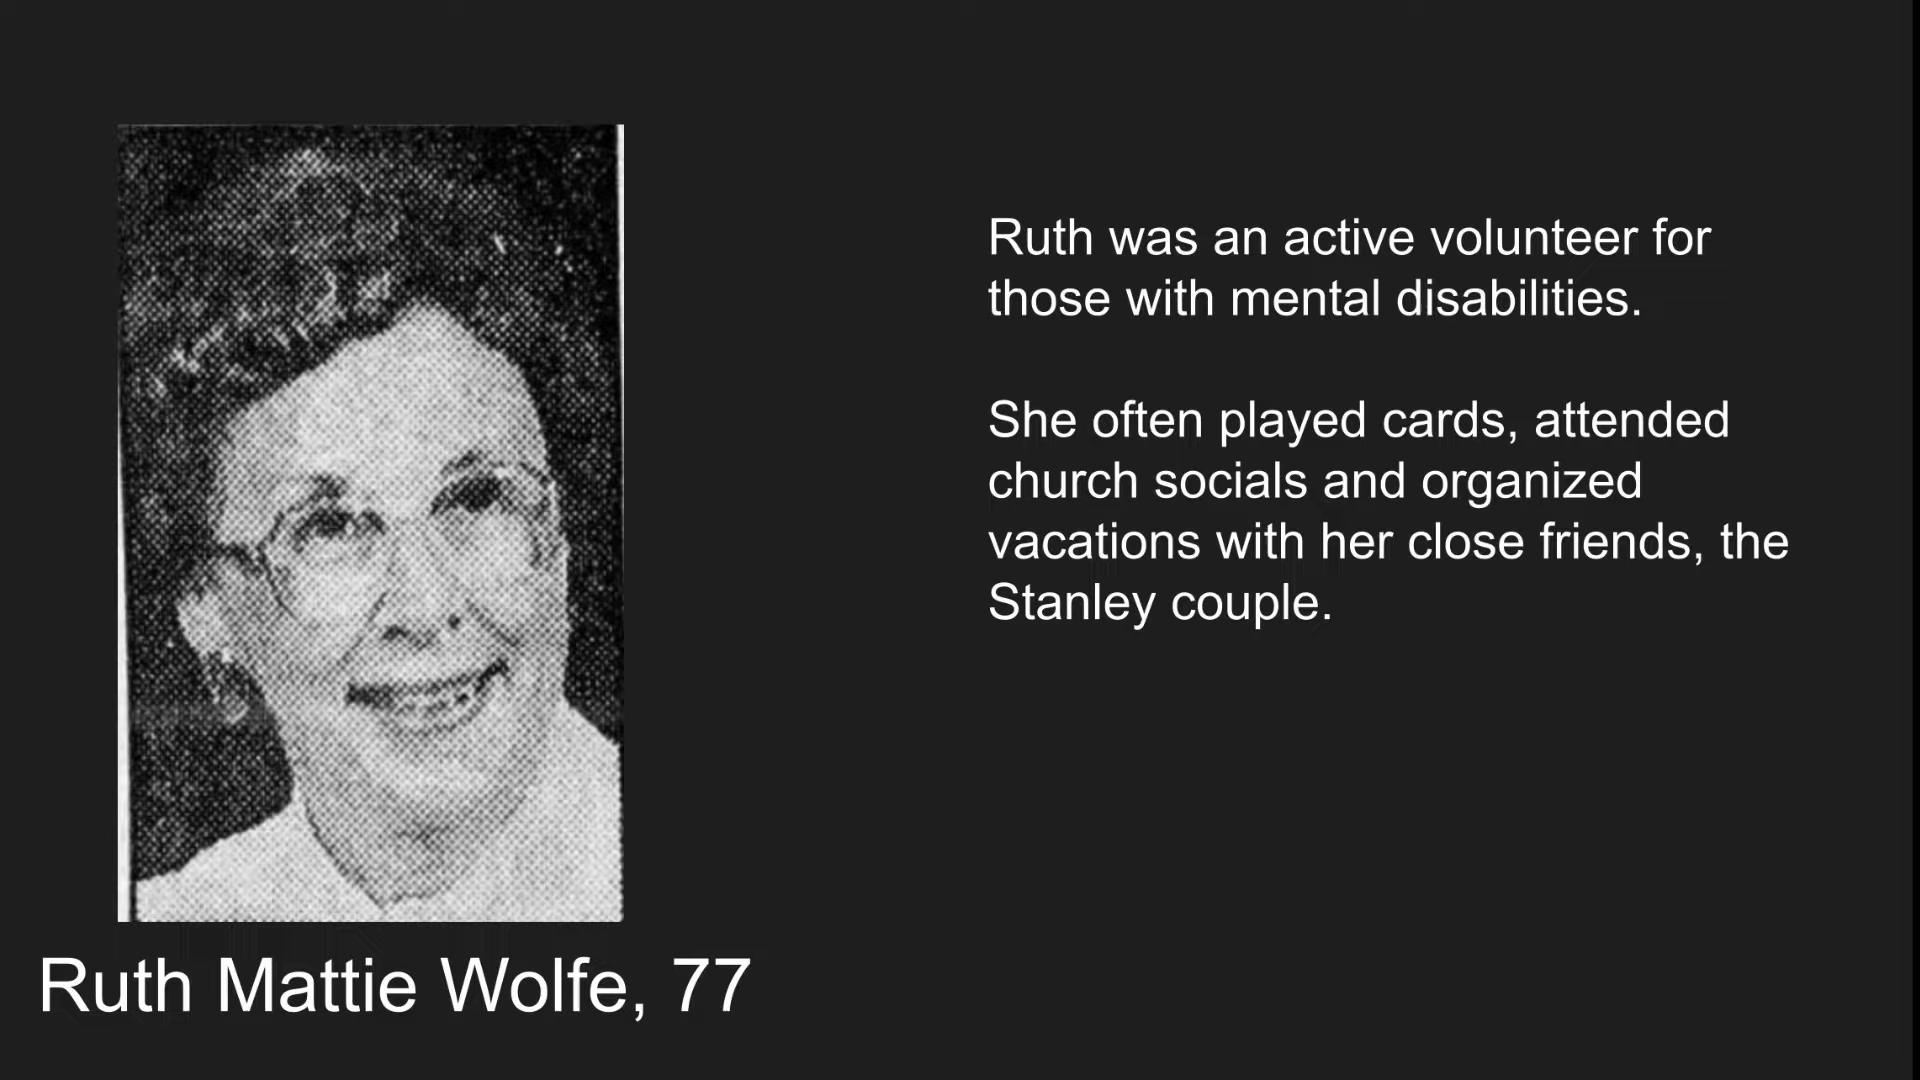 Ruth was an active volunteer for
those with mental disabilities.
She often played cards, attended
church socials and organized
vacations with her close friends, the
Stanley couple.
Ruth Mattie Wolfe, 77